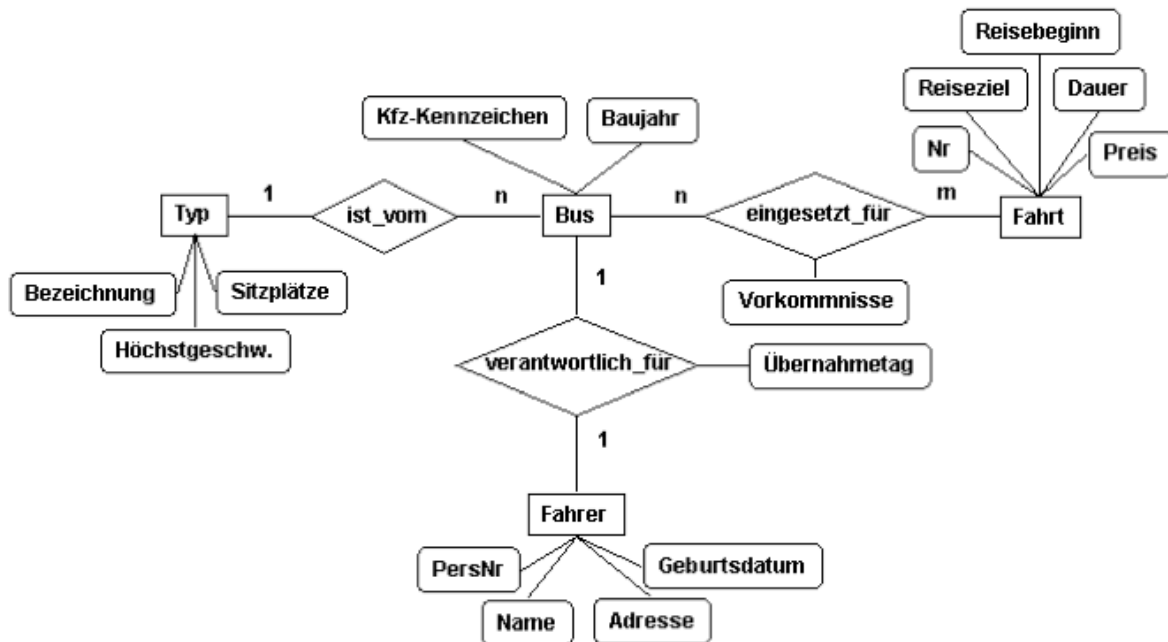 Reisebeginn
Reiseziel
Dauer
Kfz-Kennzeichen
Baujahr
Nr
Preis
1
n
n
m
Typ
ist_vom
Bus
eingesetzt_für
Fahrt
Bezeichnung
Sitzplätze
1
Vorkommnisse
Höchstgeschw.
verantwortlich_für
Übernahmetag
1
Fahrer
PersNr
Geburtsdatum
Name
Adresse